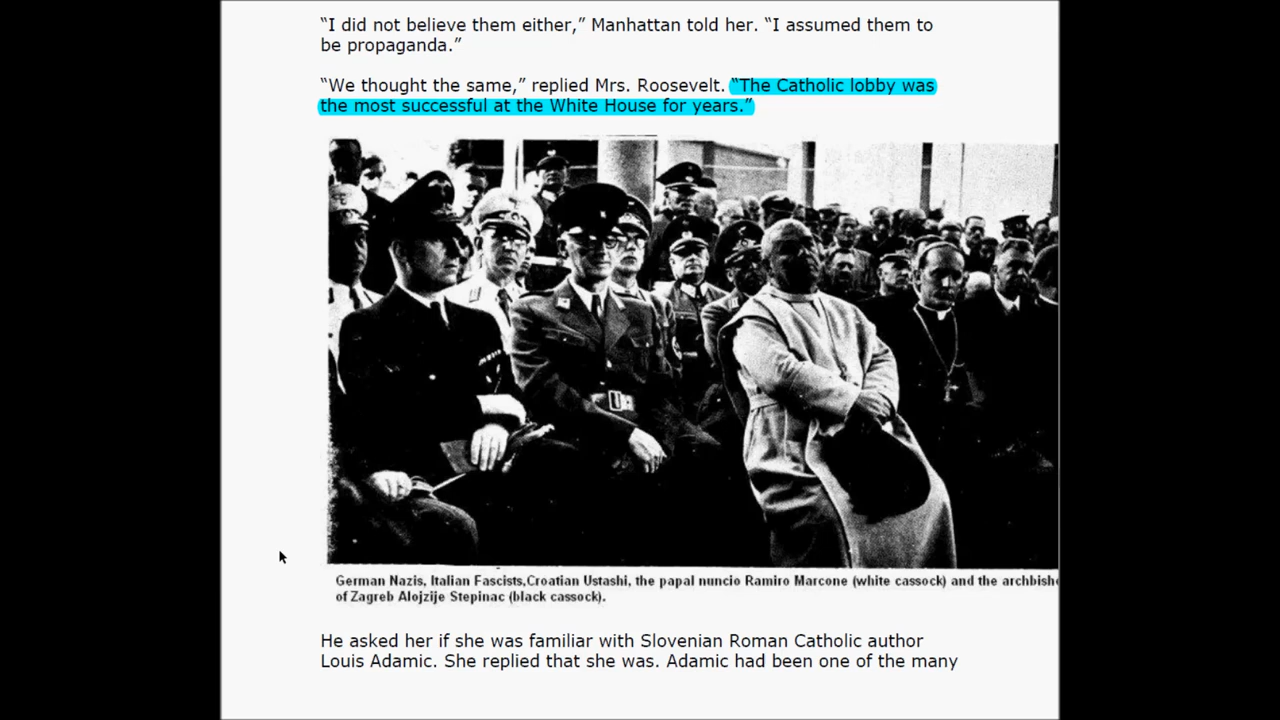 “I did not believe them either,” Manhattan told her. “I assumed them to
be propaganda.”
“We thought the same,” replied Mrs. Roosevelt. “The Catholic lobby was
the most successful at the White House for years.”
German Nazis, Italian Fascists,Croatian Ustashi, the papal nuncio Ramiro Marcone (white cassock) and the archbish
of Zagreb Alojzije Stepinac (black cassock).
He asked her if she was familiar with Slovenian Roman Catholic author
Louis Adamic. She replied that she was. Adamic had been one of the many